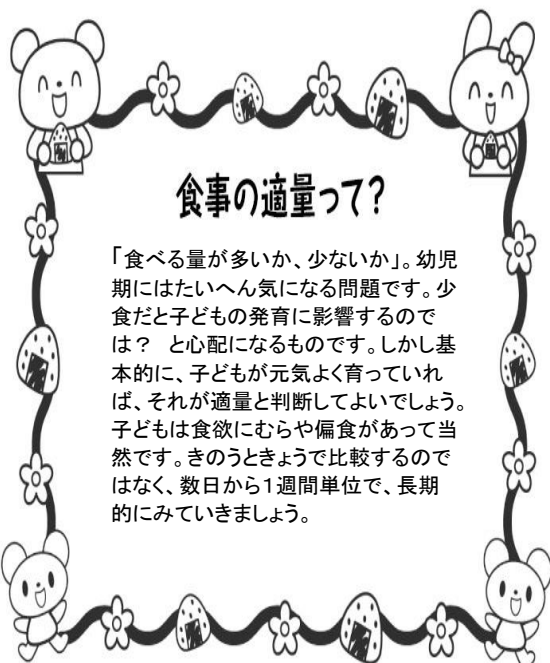 食事の適量って?
「食べる量が多いか、少ないか」。幼児
期にはたいへん気になる問題です。少
食だと子どもの発育に影響するので
は？　と心配になるものです。しかし基
本的に、子どもが元気よく育っていれ
ば、それが適量と判断してよいでしょう。
子どもは食欲にむらや偏食があって当
然です。きのうときょうで比較するので
はなく、数日から１週間単位で、長期
的にみていきましょう。